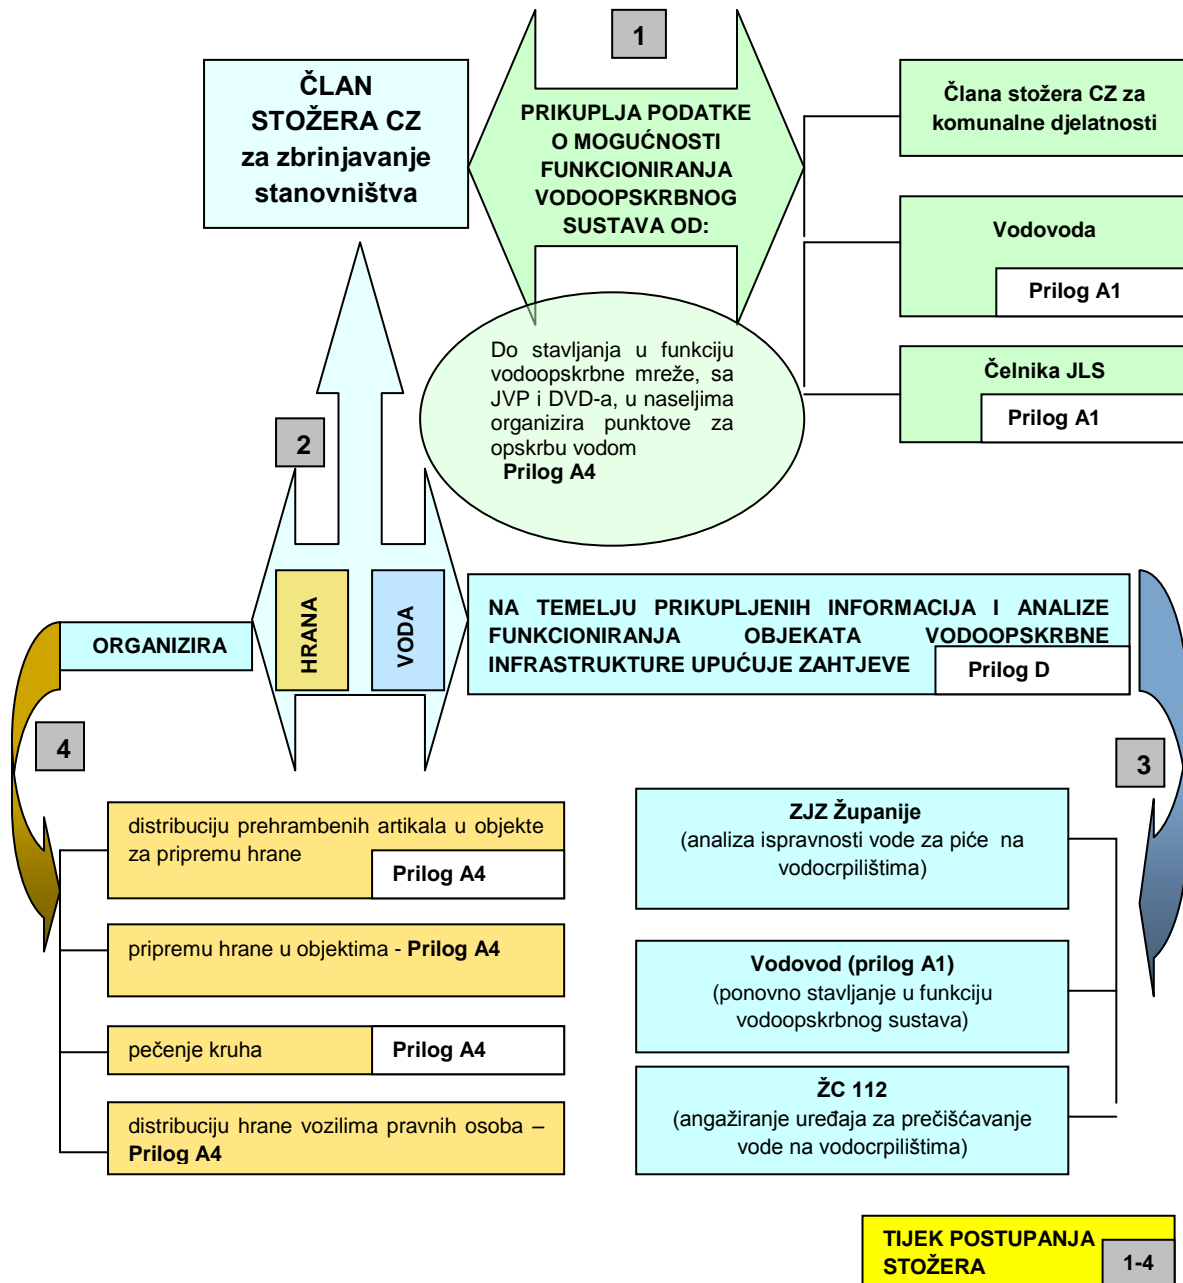 1
ČLAN
STOŽERA CZ
za zbrinjavanje
stanovništva
PRIKUPLJA PODATKE
O MOGUĆNOSTI
FUNKCIONIRANJA
VODOOPSKRBNOG
SUSTAVA OD:
Člana stožera CZ za
komunalne djelatnosti
Vodovoda
Prilog A1
Čelnika JLS
Prilog A1
Do stavljanja u funkciju
vodoopskrbne mreže, sa
JVP i DVD-a, u naseljima
organizira punktove za
opskrbu vodom
Prilog A4
2
ORGANIZIRA
HRANA
VODA
NA TEMELJU PRIKUPLJENIH INFORMACIJA I ANALIZE
FUNKCIONIRANJA OBJEKATA VODOOPSKRBNE
INFRASTRUKTURE UPUĆUJE ZAHTJEVE
Prilog D
4
3
distribuciju prehrambenih artikala u objekte
za pripremu hrane
Prilog A4
pripremu hrane u objektima - Prilog A4
pečenje kruha
Prilog A4
distribuciju hrane vozilima pravnih osoba –
Prilog A4
ZJZ Županije
(analiza ispravnosti vode za piće na
vodocrpilištima)
Vodovod (prilog A1)
(ponovno stavljanje u funkciju
vodoopskrbnog sustava)
ŽC 112
(angažiranje uređaja za prečišćavanje
vode na vodocrpilištima)
TIJEK POSTUPANJA
STOŽERA
1-4